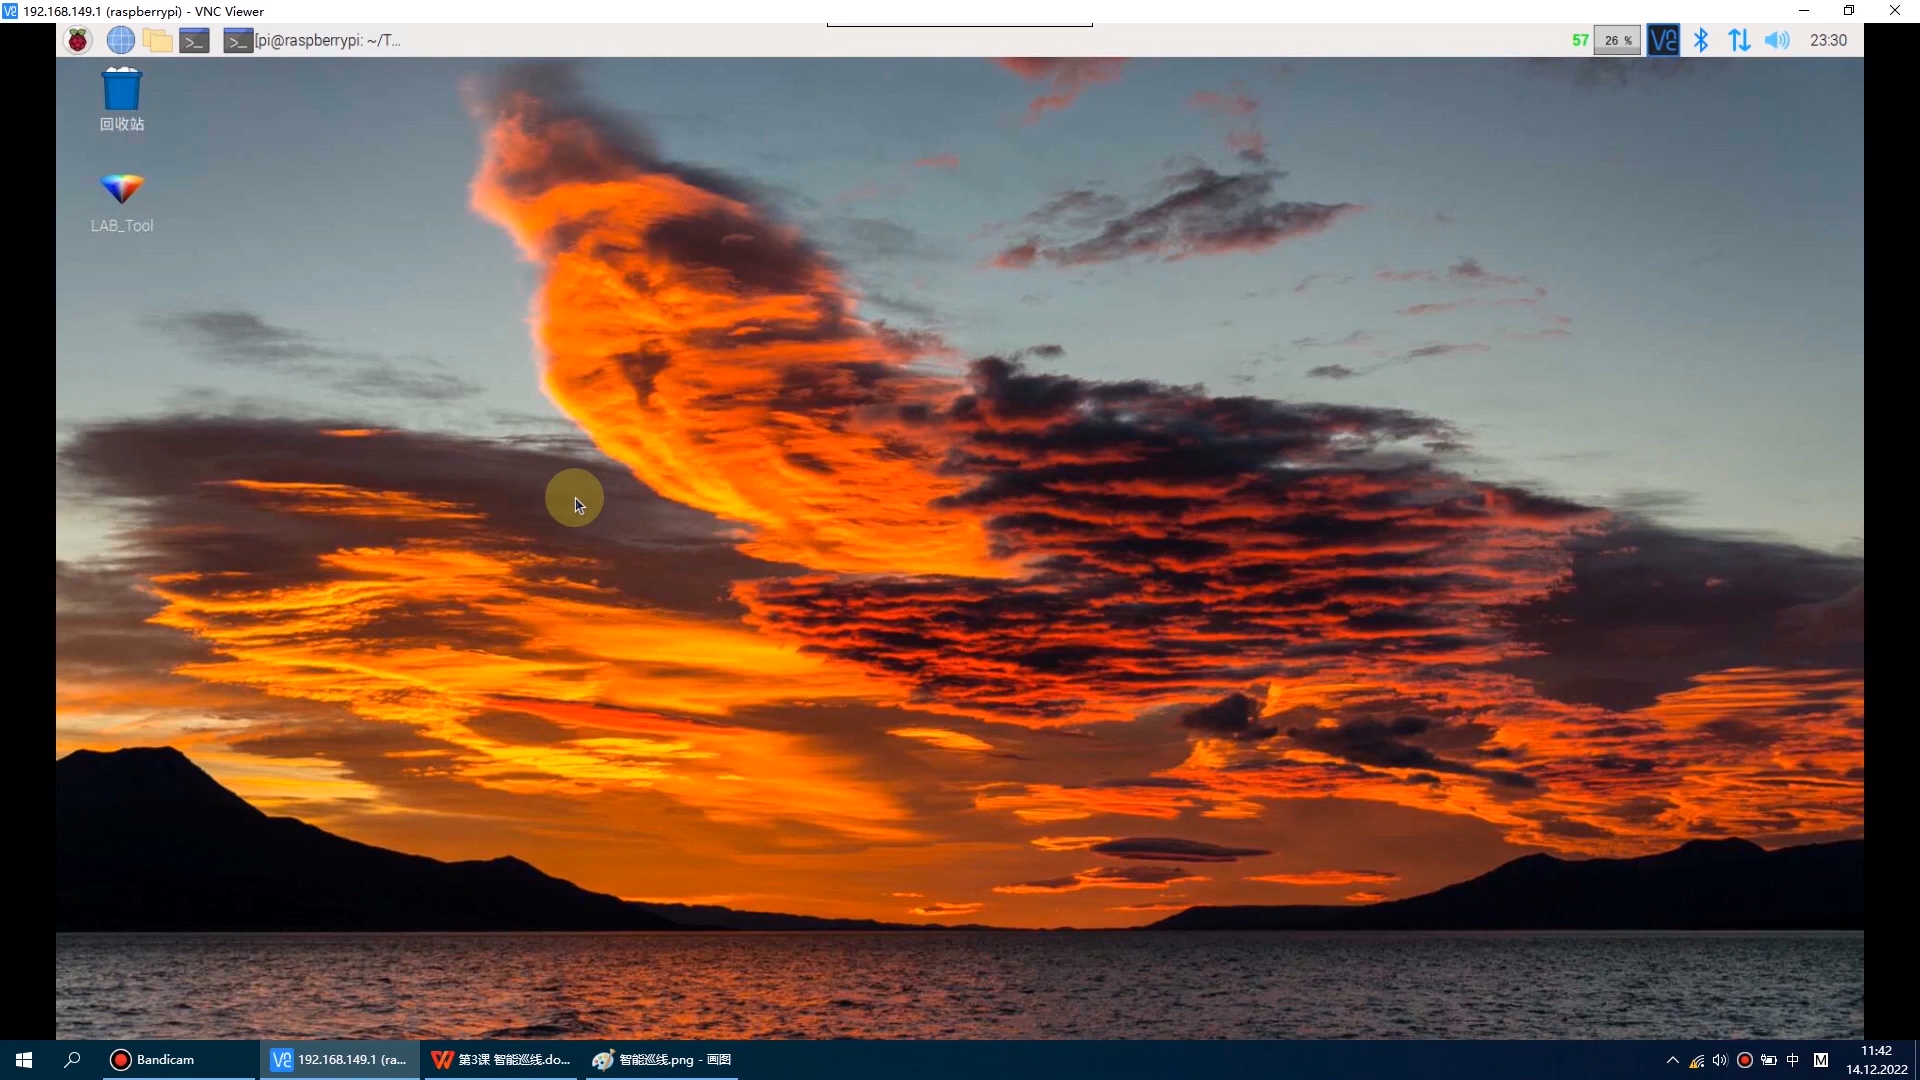 192.168.149.1 (raspberrypi) - VNC Viewer
[pi@raspberrypi: ~/T...
57
26 %
23:30
回收站
LAB_Tool
Bandicam
192.168.149.1 (ra...
第3课 智能巡线.do...
智能巡线.png - 画图
中
M
11:42
14.12.2022